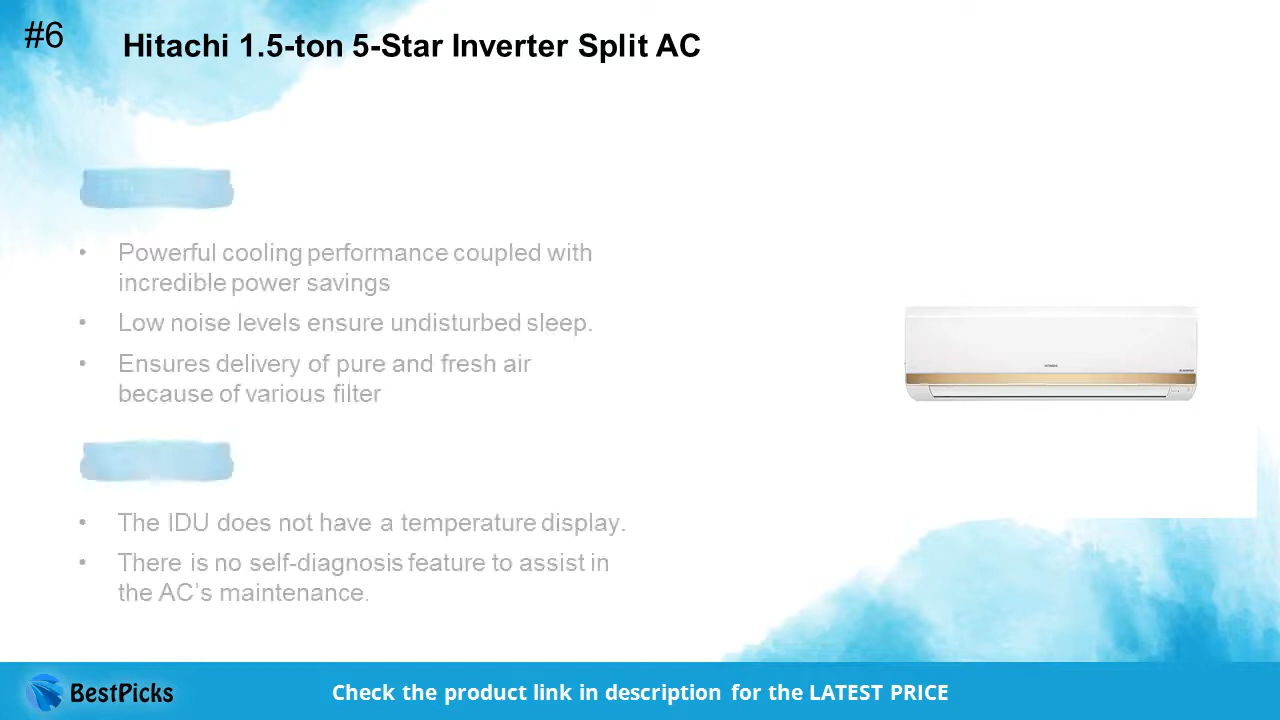 #6
Hitachi 1.5-ton 5-Star Inverter Split AC
• Powerful cooling performance coupled with
incredible power savings
• Low noise levels ensure undisturbed sleep.
• Ensures delivery of pure and fresh air
because of various filter
• The IDU does not have a temperature display.
• There is no self-diagnosis feature to assist in
the AC's maintenance.
BestPicks
Check the product link in description for the LATEST PRICE